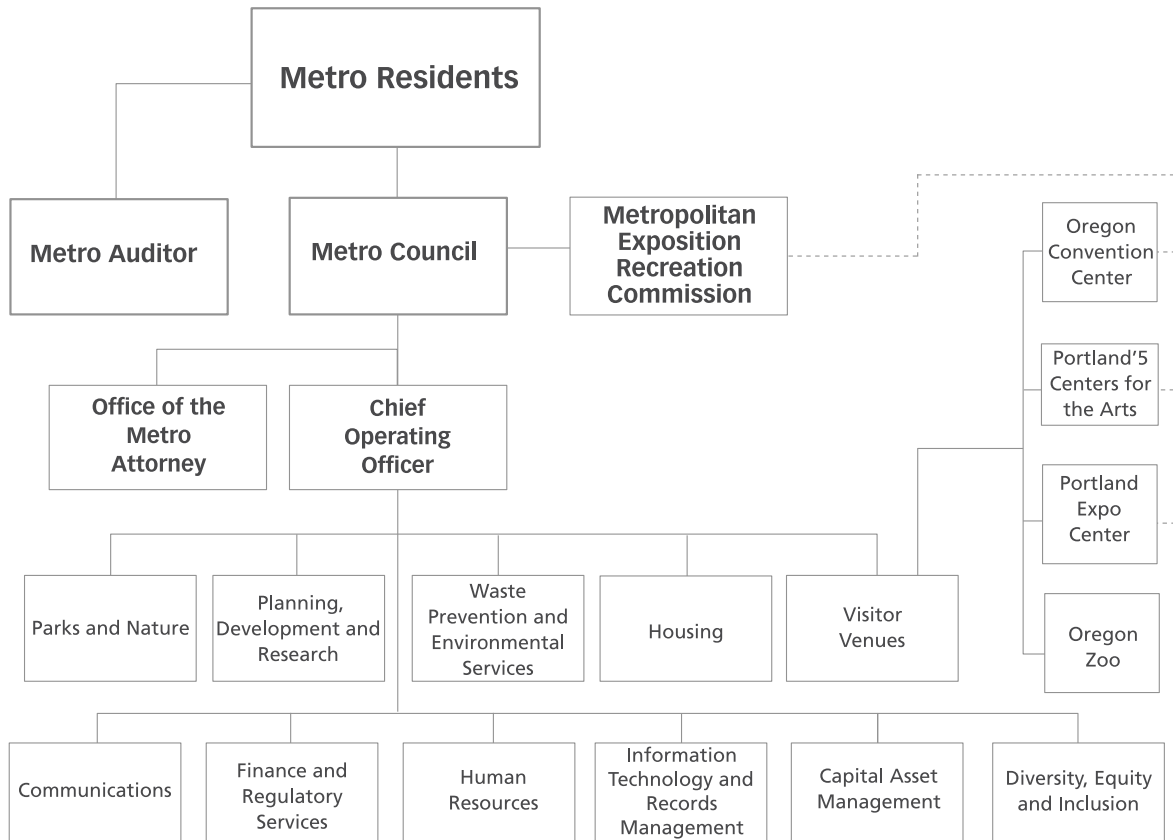 Metro Residents
Metro Auditor
Metro Council
Metropolitan
Exposition
Recreation
Commission
Oregon
Convention
Center
Portland'5
Centers for
the Arts
Portland
Expo
Center
Oregon
Zoo
Office of the
Metro
Attorney
Chief
Operating
Officer
Parks and Nature
Planning,
Development and
Research
Waste
Prevention and
Environmental
Services
Housing
Visitor
Venues
Communications
Finance and
Regulatory
Services
Human
Resources
Information
Technology and
Records
Management
Capital Asset
Management
Diversity, Equity
and Inclusion